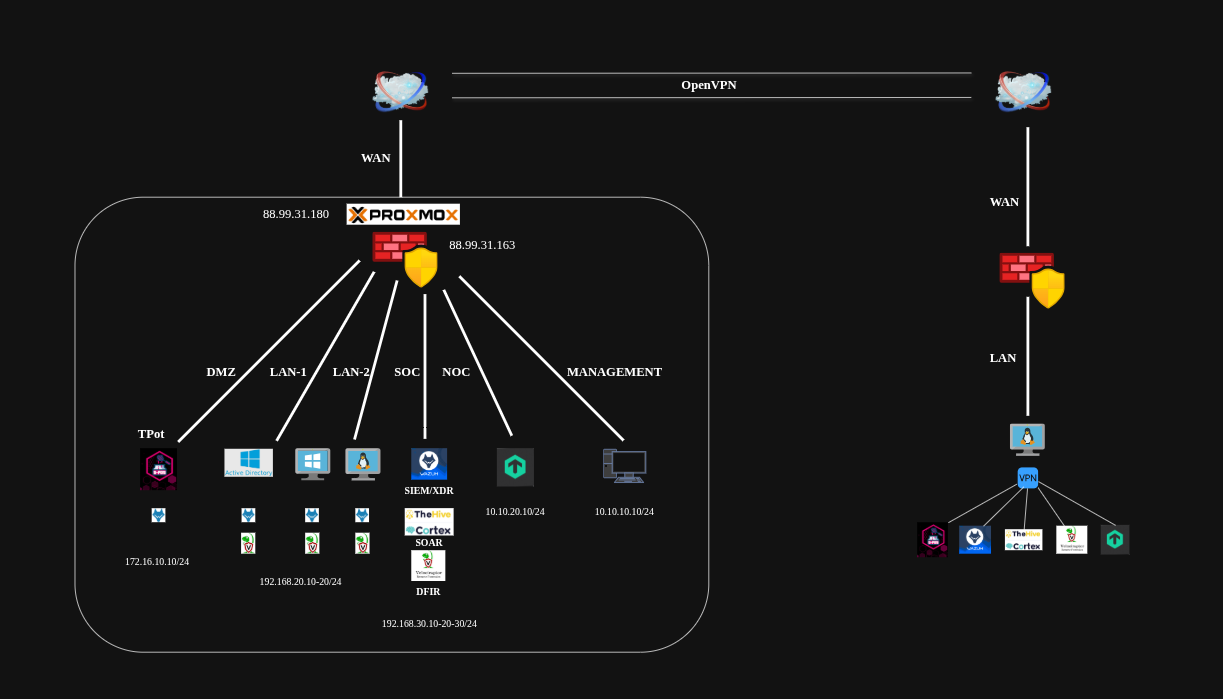 OpenVPN
WAN
WAN
88.99.31.180
PROXMOX
88.99.31.163
DMZ
LAN-1
LAN-2
SOC
NOC
MANAGEMENT
LAN
TPot
Active Directory
WAZUH
SIEM/XDR
TheHive
Cortex
SOAR
DFIR
10.10.20.10/24
10.10.10.10/24
172.16.10.10/24
192.168.20.10-20/24
192.168.30.10-20-30/24
VPN
WAZUH
TheHive
Cortex